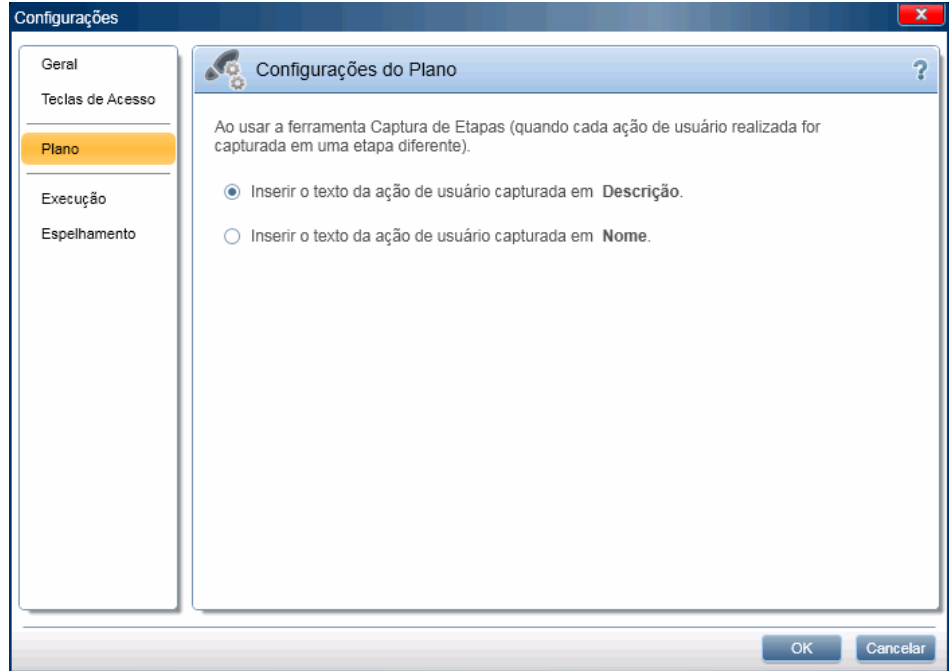 Configurações
x
Geral
Teclas de Acesso
Plano
Execução
Espelhamento
Configurações do Plano
?
Ao usar a ferramenta Captura de Etapas (quando cada ação de usuário realizada for
capturada em uma etapa diferente).
Inserir o texto da ação de usuário capturada em Descrição.
Inserir o texto da ação de usuário capturada em Nome.
OK
Cancelar